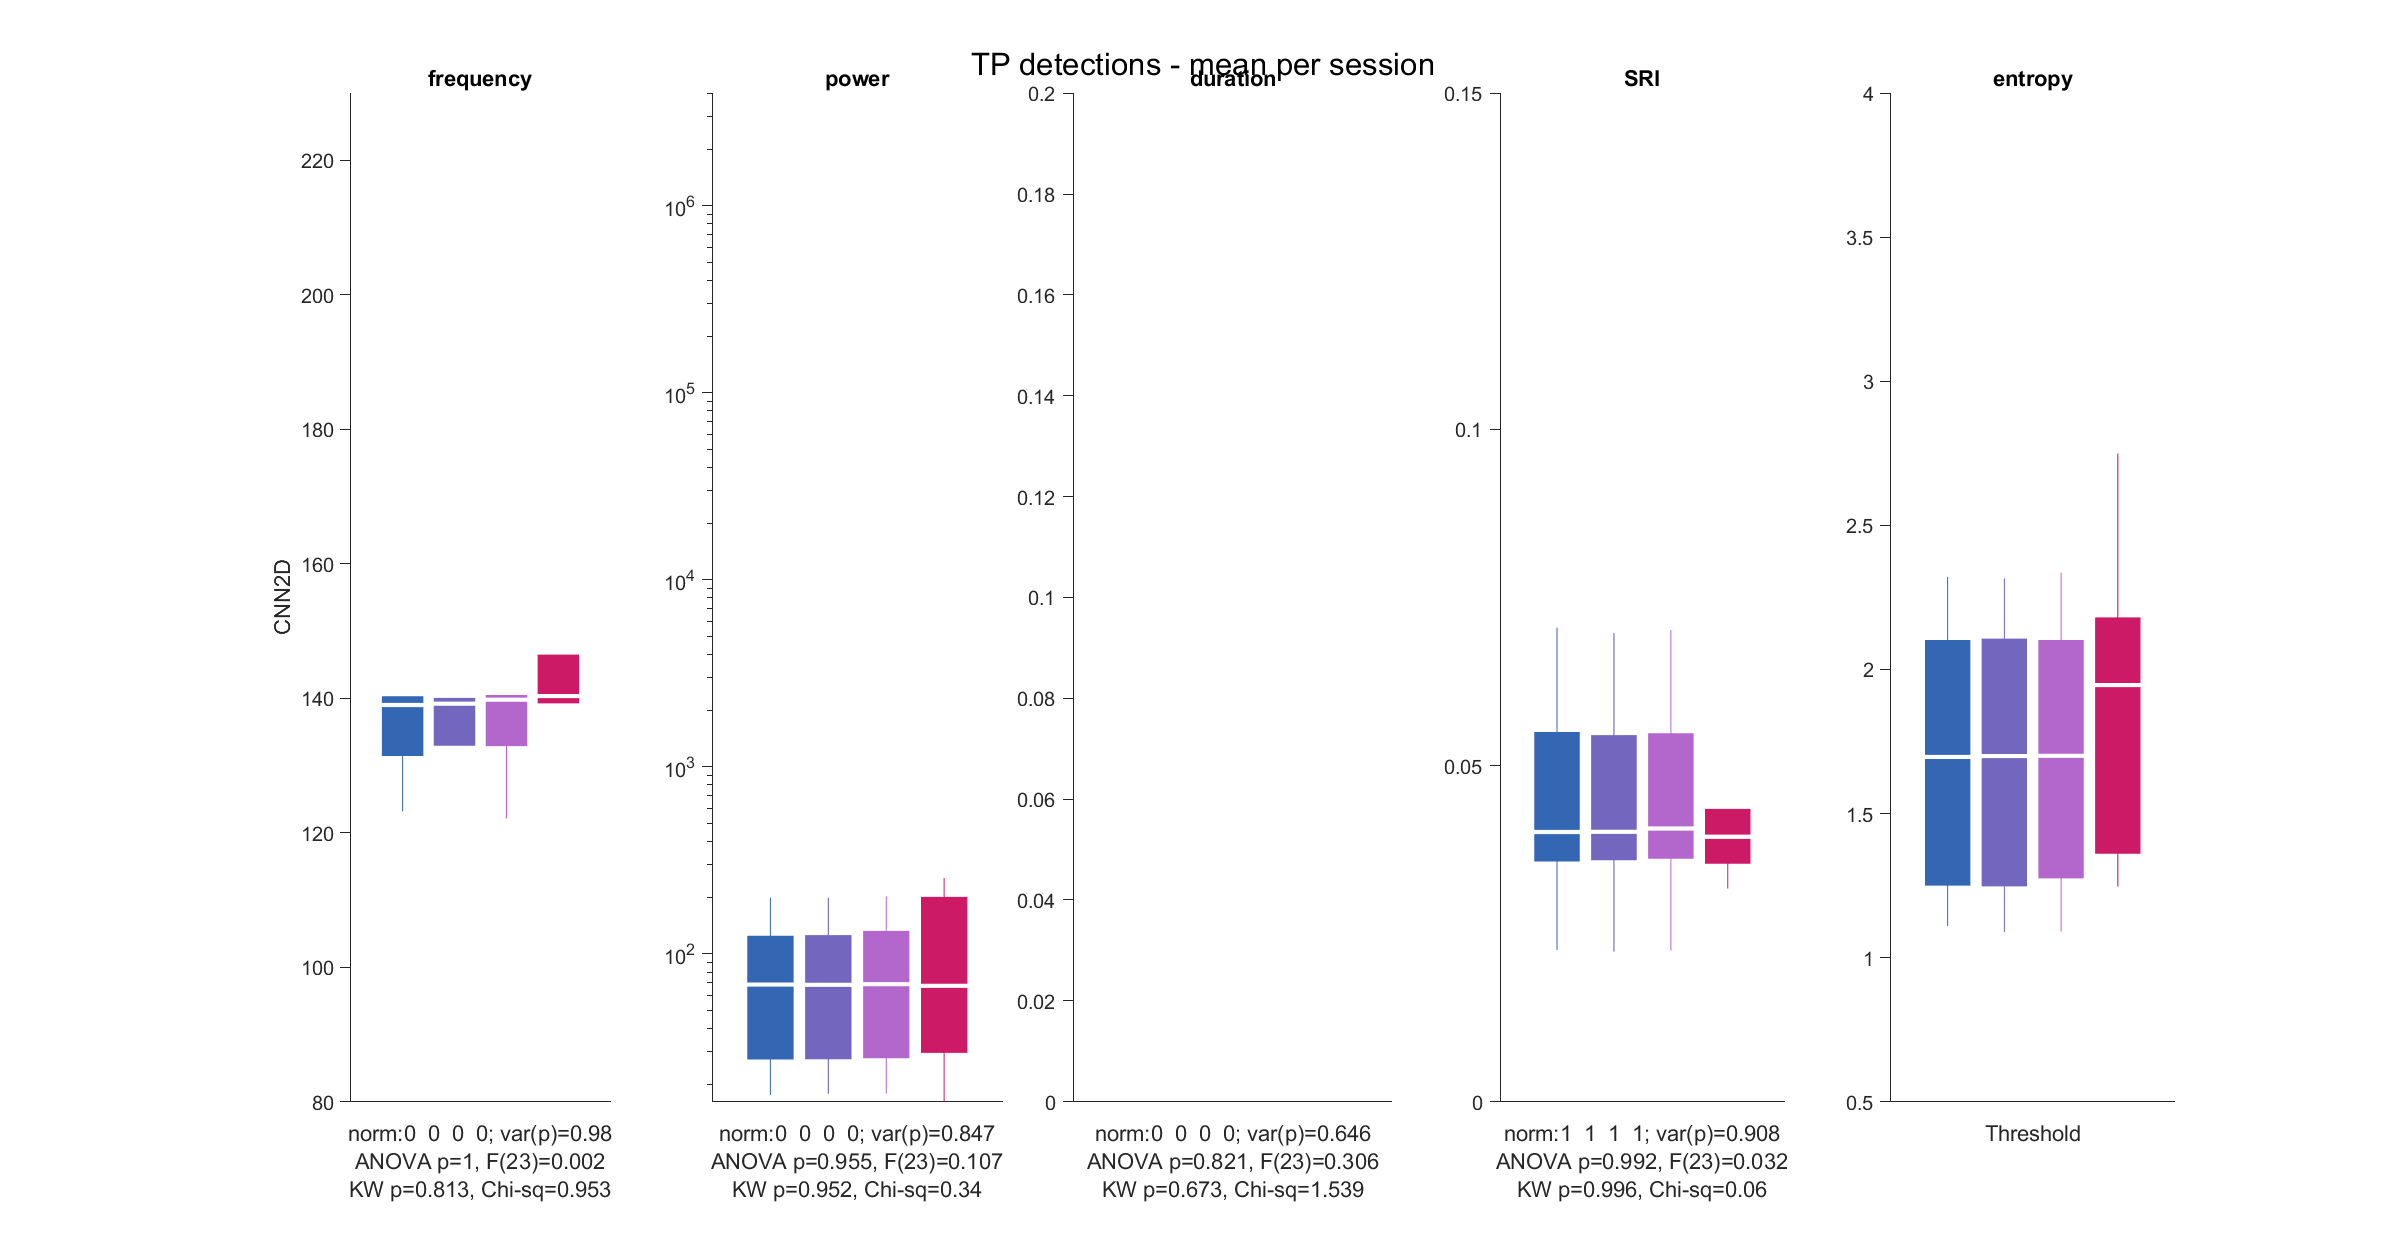 TP detections - mean per session
frequency
power
duration
SRI
entropy
CNN2D
220
200
180
160
140
120
100
80
10^6
10^5
10^4
10^3
10^2
0.2
0.18
0.16
0.14
0.12
0.1
0.08
0.06
0.04
0.02
0
0.15
0.1
0.05
0
4
3.5
3
2.5
2
1.5
1
0.5
norm:0  0  0  0; var(p)=0.98
ANOVA p=1, F(23)=0.002
KW p=0.813, Chi-sq=0.953
norm:0  0  0  0; var(p)=0.847
ANOVA p=0.955, F(23)=0.107
KW p=0.952, Chi-sq=0.34
norm:0  0  0  0; var(p)=0.646
ANOVA p=0.821, F(23)=0.306
KW p=0.673, Chi-sq=1.539
norm:1  1  1  1; var(p)=0.908
ANOVA p=0.992, F(23)=0.032
KW p=0.996, Chi-sq=0.06
Threshold